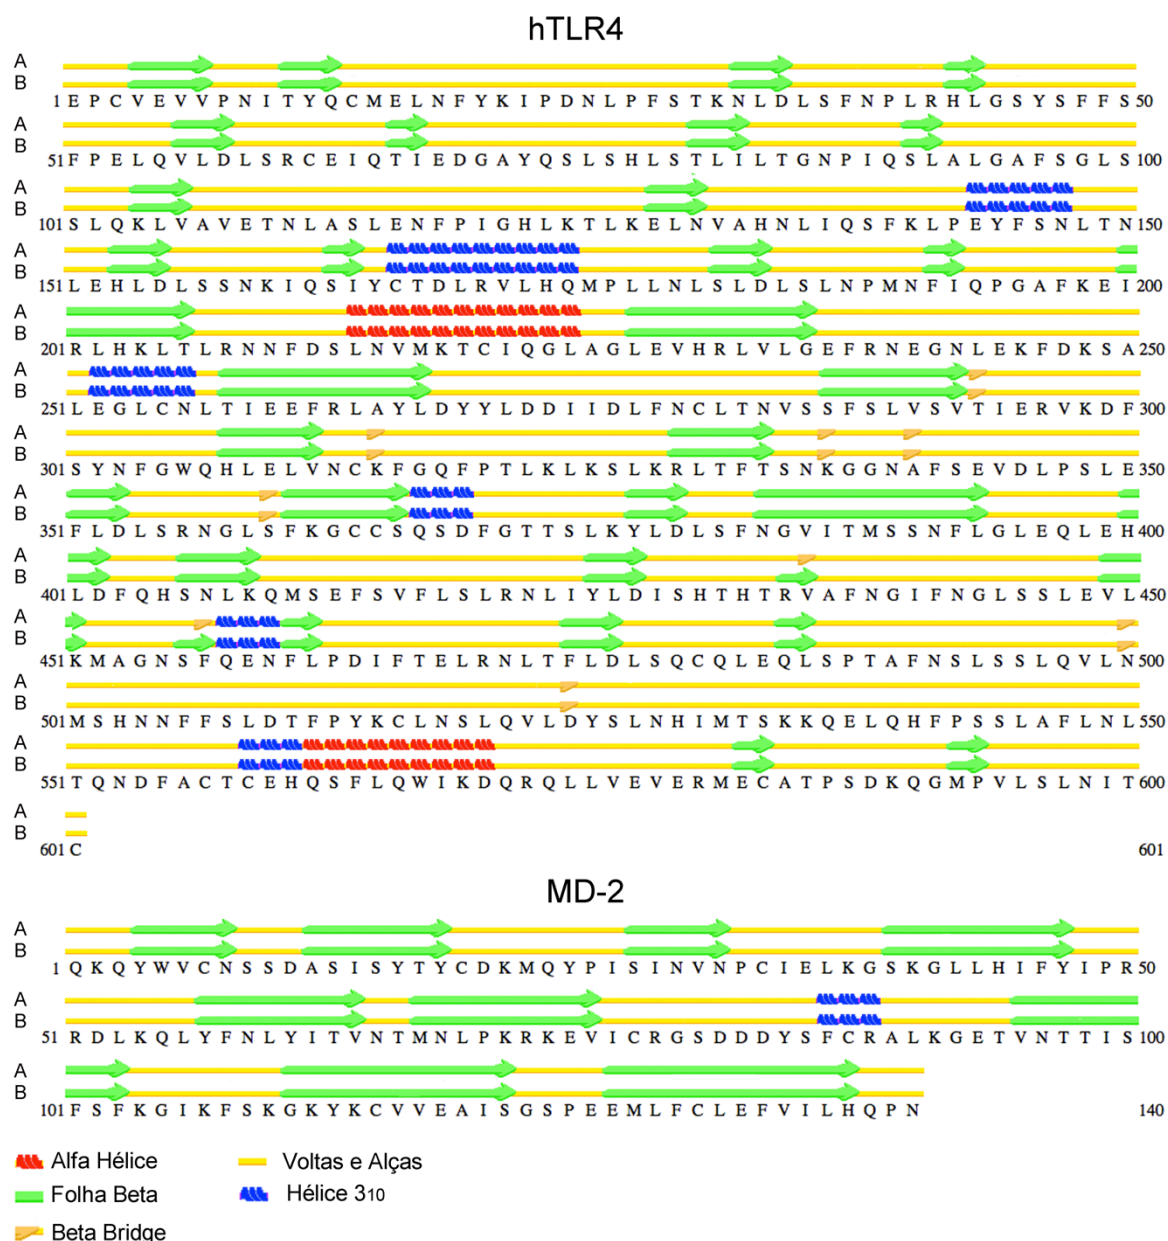 hTLR4
A
B
1 E P C V E V V P N I T Y Q C M E L N F Y K I P D N L P F S T K N L D L S F N P L R H L G S Y S F F S 50
A
B
51 F P E L Q V L D L S R C E I Q T I E D G A Y Q S L S H L S T L I L T G N P I Q S L A L G A F S G L S 100
A
B
101 S L Q K L V A V E T N L A S L E N F P I G H L K T L K E L N V A H N L I Q S F K L P E Y F S N L T N 150
A
B
151 L E H L D L S S N K I Q S I Y C T D L R V L H Q M P L L N L S L D L S L N P M N F I Q P G A F K E I 200
A
B
201 R L H K L T L R N N F D S L N V M K T C I Q G L A G L E V H R L V L G E F R N E G N L E K F D K S A 250
A
B
251 L E G L C N L T I E E F R L A Y L D Y Y L D D I I D L F N C L T N V S S F S L V S V T I E R V K D F 300
A
B
301 S Y N F G W Q H L E L V N C K F G Q F P T L K L K S L K R L T F T S N K G G N A F S E V D L P S L E 350
A
B
351 F L D L S R N G L S F K G C C S Q S D F G T T S L K Y L D L S F N G V I T M S S N F L G L E Q L E H 400
A
B
401 L D F Q H S N L K Q M S E F S V F L S L R N L I Y L D I S H T H T R V A F N G I F N G L S S L E V L 450
A
B
451 K M A G N S F Q E N F L P D I F T E L R N L T F L D L S Q C Q L E Q L S P T A F N S L S S L Q V L N 500
A
B
501 M S H N N F F S L D T F P Y K C L N S L Q V L D Y S L N H I M T S K K Q E L Q H F P S S L A F L N L 550
A
B
551 T Q N D F A C T C E H Q S F L Q W I K D Q R Q L L V E V E R M E C A T P S D K Q G M P V L S L N I T 600
A
B
601 C 601
MD-2
A
B
1 Q K Q Y W V C N S S D A S I S Y T Y C D K M Q Y P I S I N V N P C I E L K G S K G L L H I F Y I P R 50
A
B
51 R D L K Q L Y F N L Y I T V N T M N L P K R K E V I C R G S D D D Y S F C R A L K G E T V N T T I S 100
A
B
101 F S F K G I K F S K G K Y K C V V E A I S G S P E E M L F C L E F V I L H Q P N 140
Alfa Hélice
Voltas e Alças
Folha Beta
Hélice 310
Beta Bridge